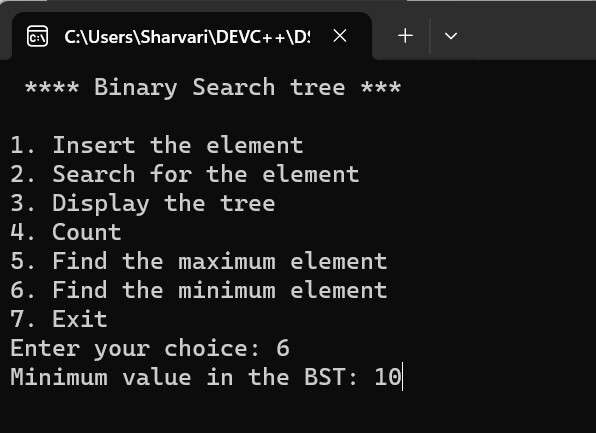 C:\Users\Sharvari\DEVC++\DS
**** Binary Search tree ***
1. Insert the element
2. Search for the element
3. Display the tree
4. Count
5. Find the maximum element
6. Find the minimum element
7. Exit
Enter your choice: 6
Minimum value in the BST: 10